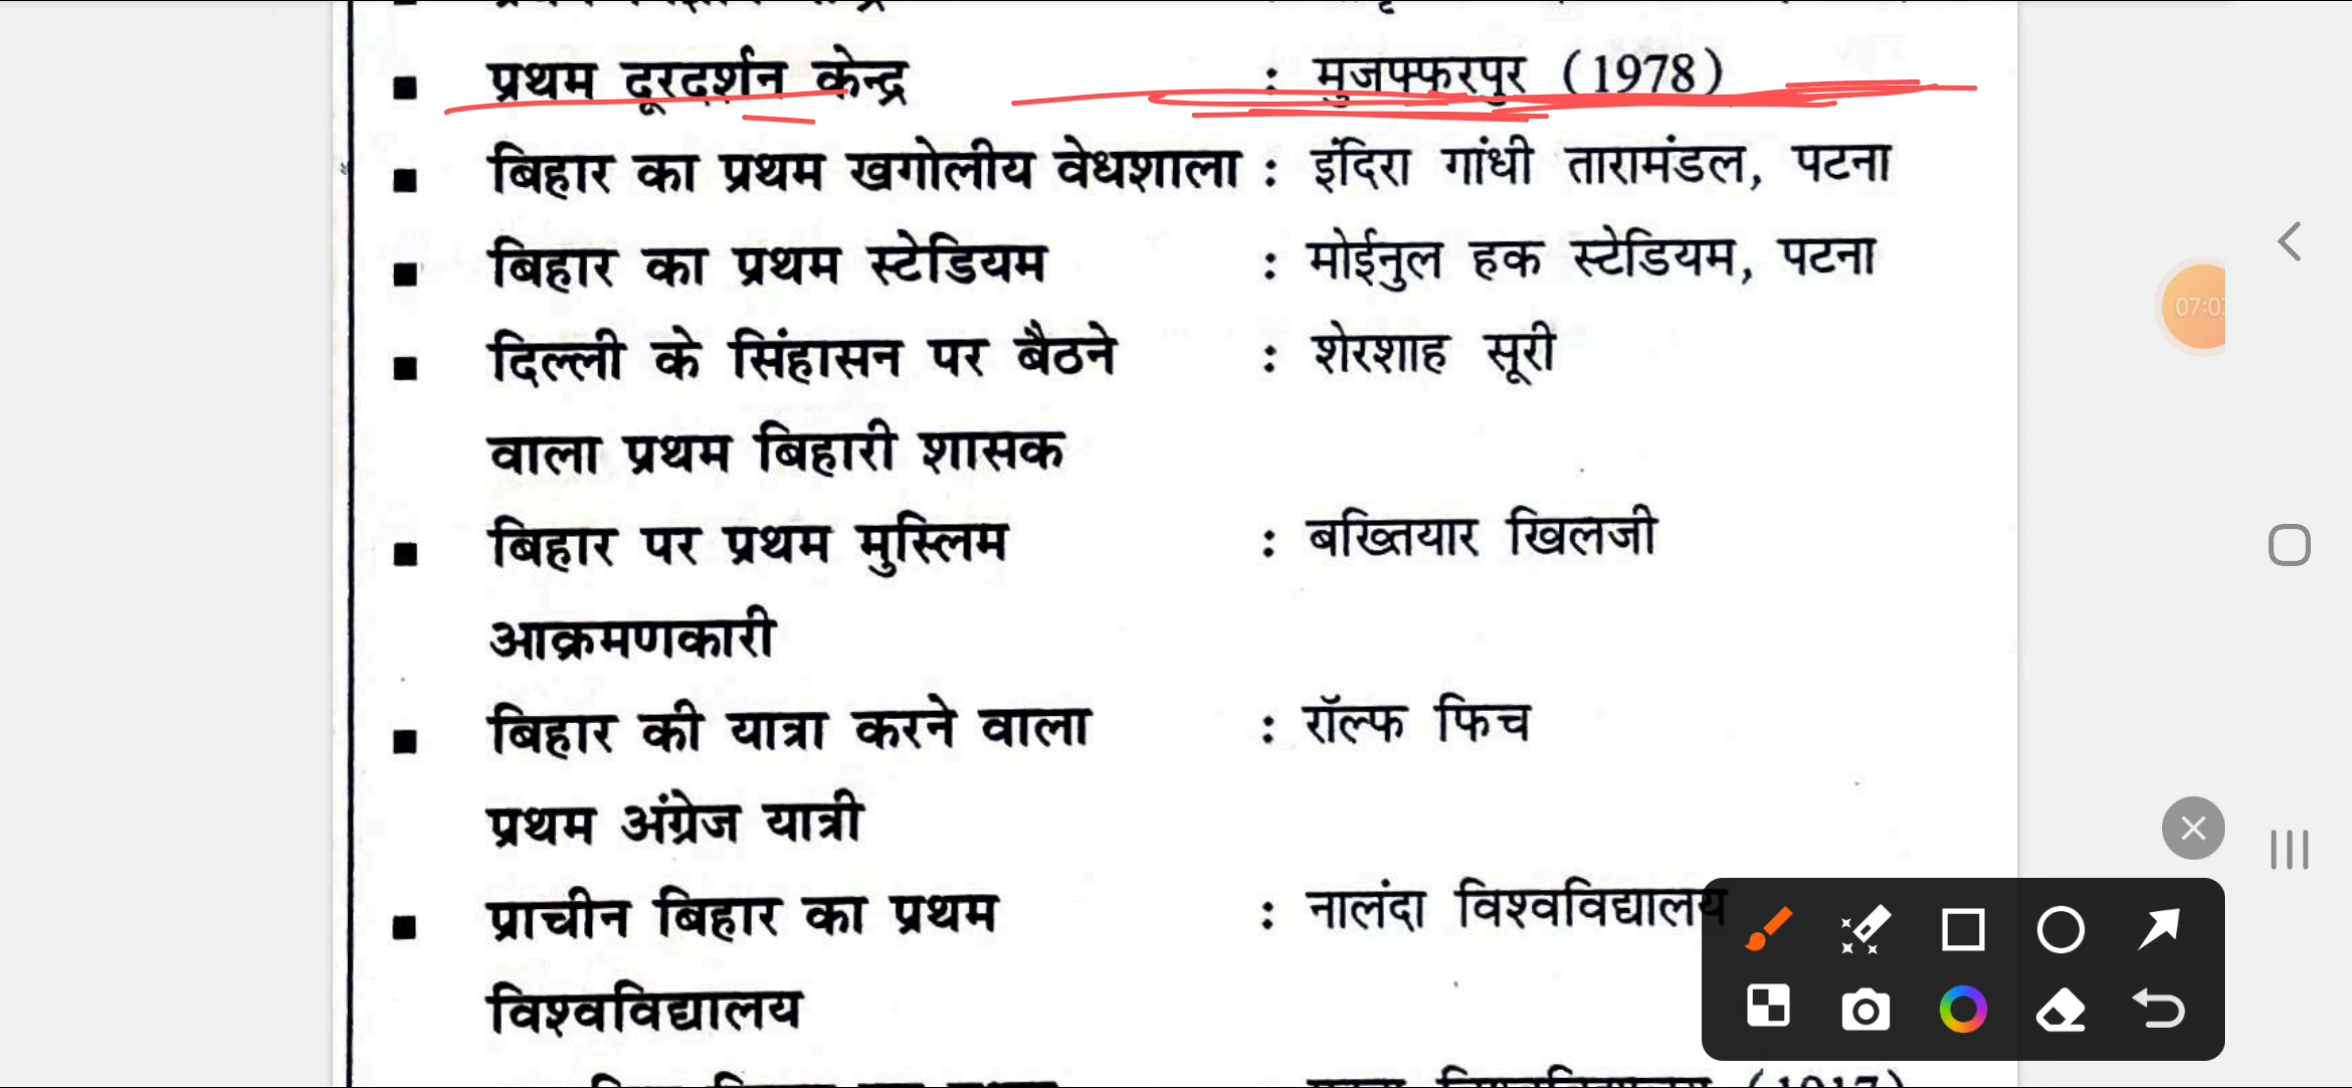 ■ प्रथम दूरदर्शन केन्द्र : मुजफ्फरपुर (1978)
■ बिहार का प्रथम खगोलीय वेधशाला : इंदिरा गांधी तारामंडल, पटना
■ बिहार का प्रथम स्टेडियम : मोईनुल हक स्टेडियम, पटना
■ दिल्ली के सिंहासन पर बैठने : शेरशाह सूरी
वाला प्रथम बिहारी शासक
■ बिहार पर प्रथम मुस्लिम : बख्तियार खिलजी
आक्रमणकारी
■ बिहार की यात्रा करने वाला : रॉल्फ फिच
प्रथम अंग्रेज यात्री
■ प्राचीन बिहार का प्रथम : नालंदा विश्वविद्यालय
विश्वविद्यालय